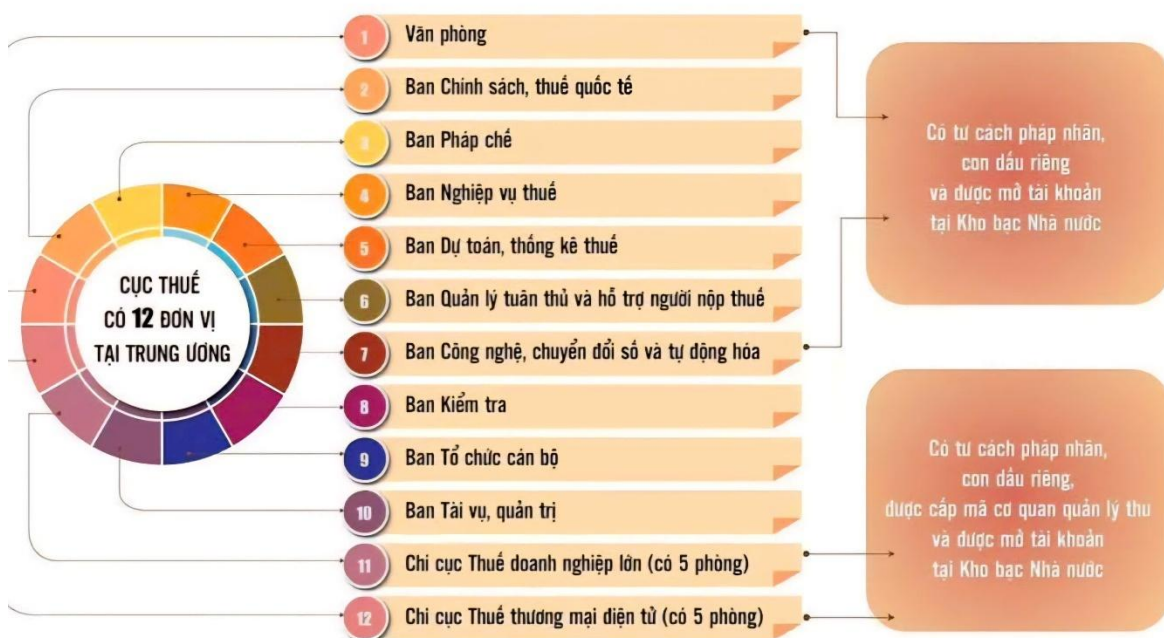 1 Văn phòng
2 Ban Chính sách, thuế quốc tế
3 Ban Pháp chế
4 Ban Nghiệp vụ thuế
5 Ban Dự toán, thống kê thuế
6 Ban Quản lý tuân thủ và hỗ trợ người nộp thuế
7 Ban Công nghệ, chuyển đổi số và tự động hóa
8 Ban Kiểm tra
9 Ban Tổ chức cán bộ
10 Ban Tài vụ, quản trị
11 Chi cục Thuế doanh nghiệp lớn (có 5 phòng)
12 Chi cục Thuế thương mại điện tử (có 5 phòng)
CỤC THUẾ
CÓ 12 ĐƠN VỊ
TẠI TRUNG ƯƠNG
Có tư cách pháp nhân,
con dấu riêng
và được mở tài khoản
tại Kho bạc Nhà nước
Có tư cách pháp nhân,
con dấu riêng,
được cấp mã cơ quan quản lý thu
và được mở tài khoản
tại Kho bạc Nhà nước